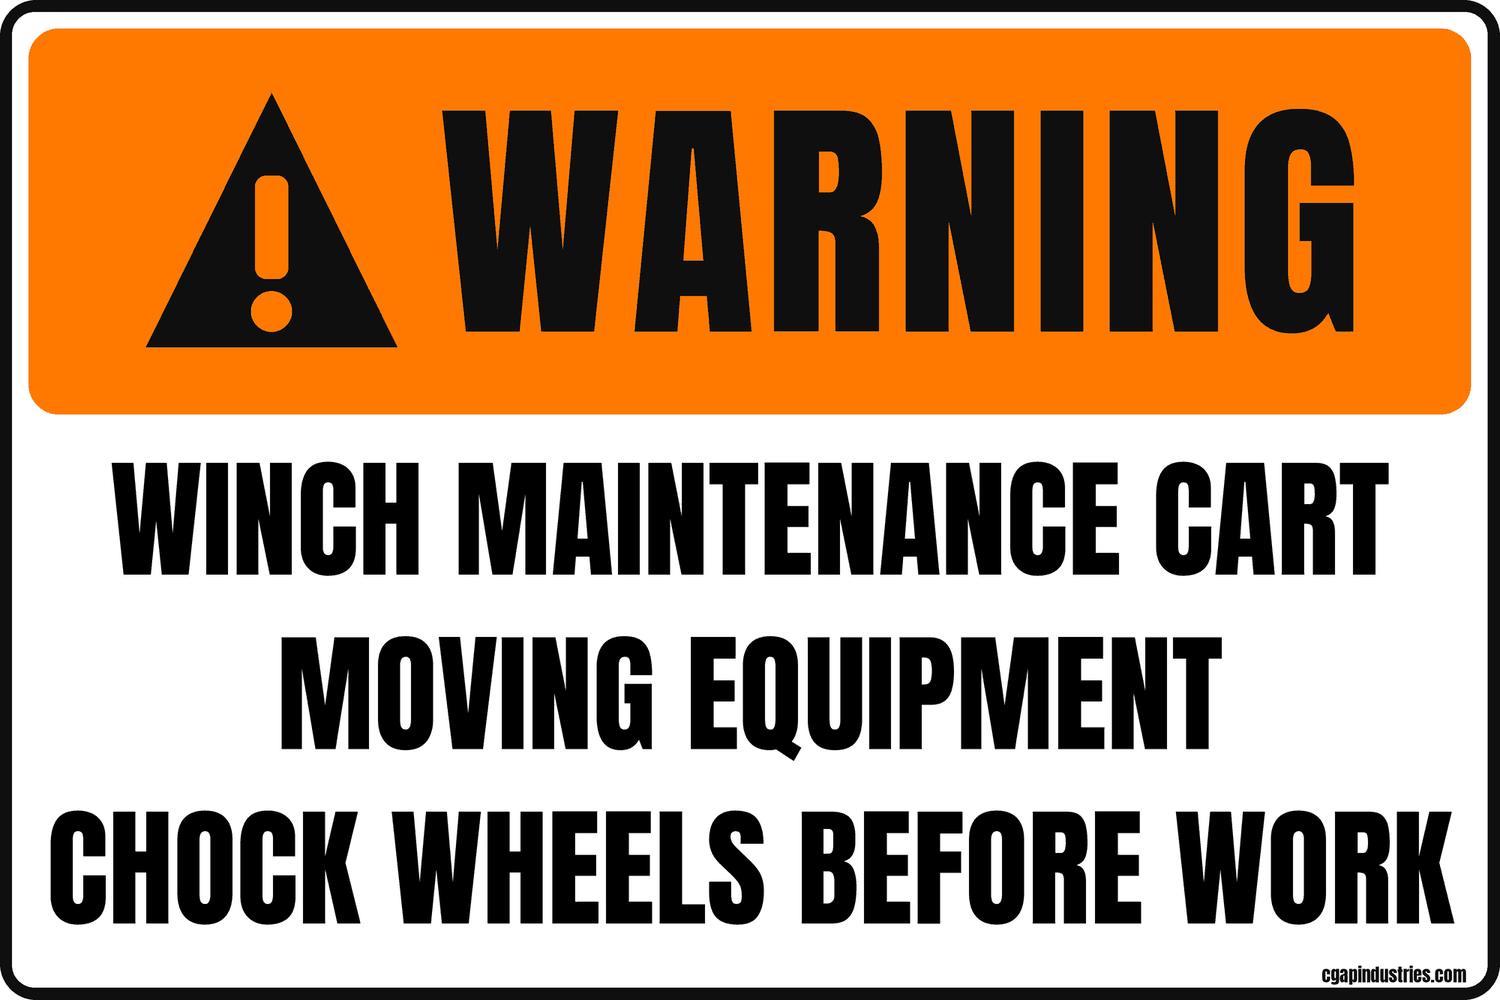 WARNING
WINCH MAINTENANCE CART
MOVING EQUIPMENT
CHOCK WHEELS BEFORE WORK
cgapindustries.com